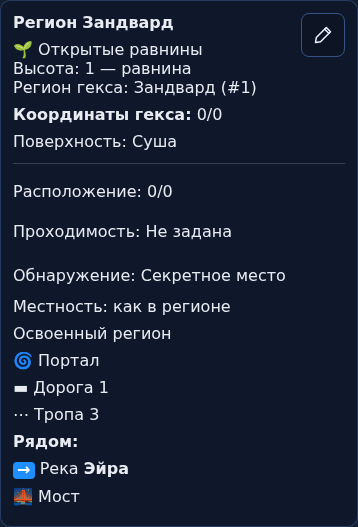 Регион Зандвард
🌱 Открытые равнины
Высота: 1 — равнина
Регион гекса: Зандвард (#1)
Координаты гекса: 0/0
Поверхность: Суша
Расположение: 0/0
Проходимость: Не задана
Обнаружение: Секретное место
Местность: как в регионе
Освоенный регион
🌀 Портал
▬ Дорога 1
⋯ Тропа 3
Рядом:
➡️ Река Эйра
🌉 Мост